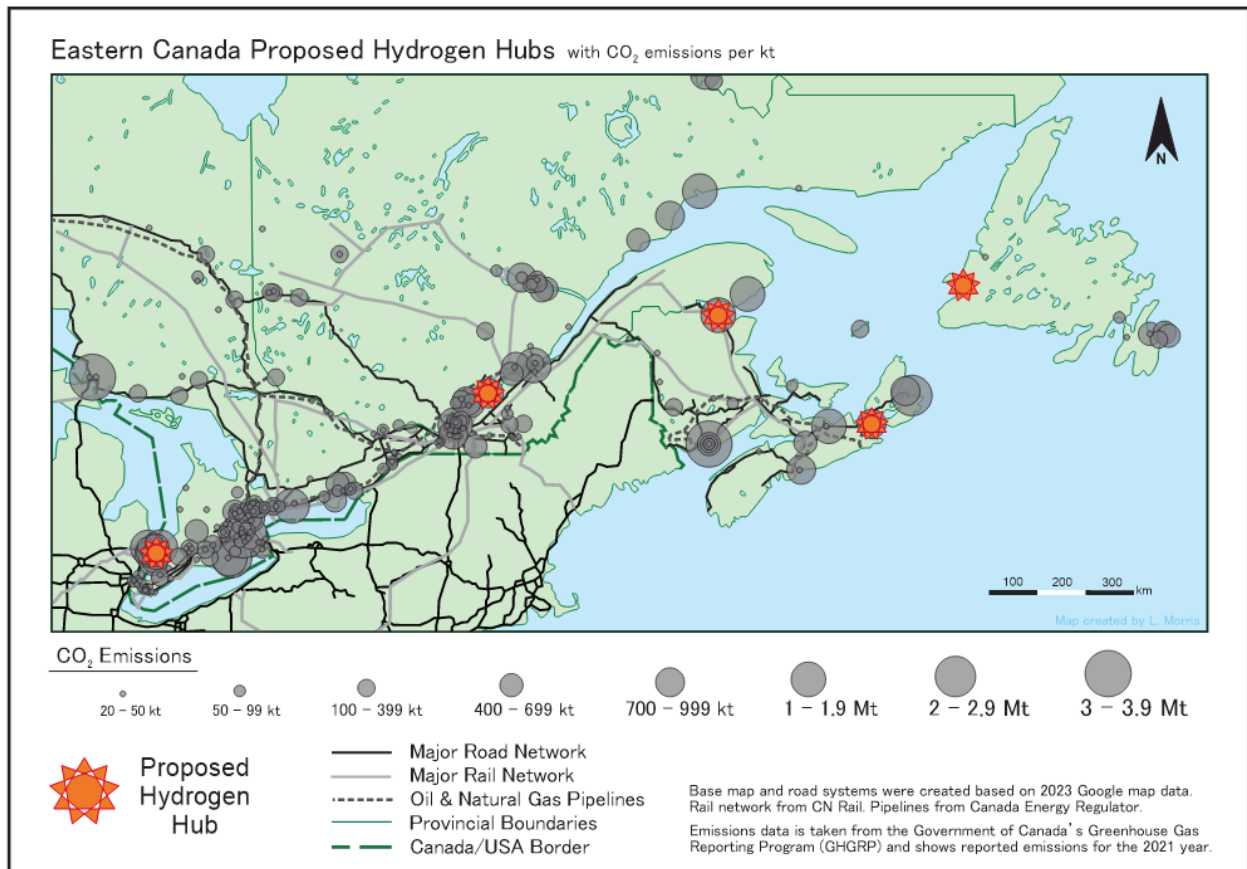 Eastern Canada Proposed Hydrogen Hubs with CO₂ emissions per kt
N
100 200 300
km
Map created by L. Morris
CO₂ Emissions
20 – 50 kt
50 – 99 kt
100 – 399 kt
400 – 699 kt
700 – 999 kt
1 – 1.9 Mt
2 – 2.9 Mt
3 – 3.9 Mt
Proposed
Hydrogen
Hub
Major Road Network
Major Rail Network
Oil & Natural Gas Pipelines
Provincial Boundaries
Canada/USA Border
Base map and road systems were created based on 2023 Google map data.
Rail network from CN Rail. Pipelines from Canada Energy Regulator.
Emissions data is taken from the Government of Canada's Greenhouse Gas
Reporting Program (GHGRP) and shows reported emissions for the 2021 year.